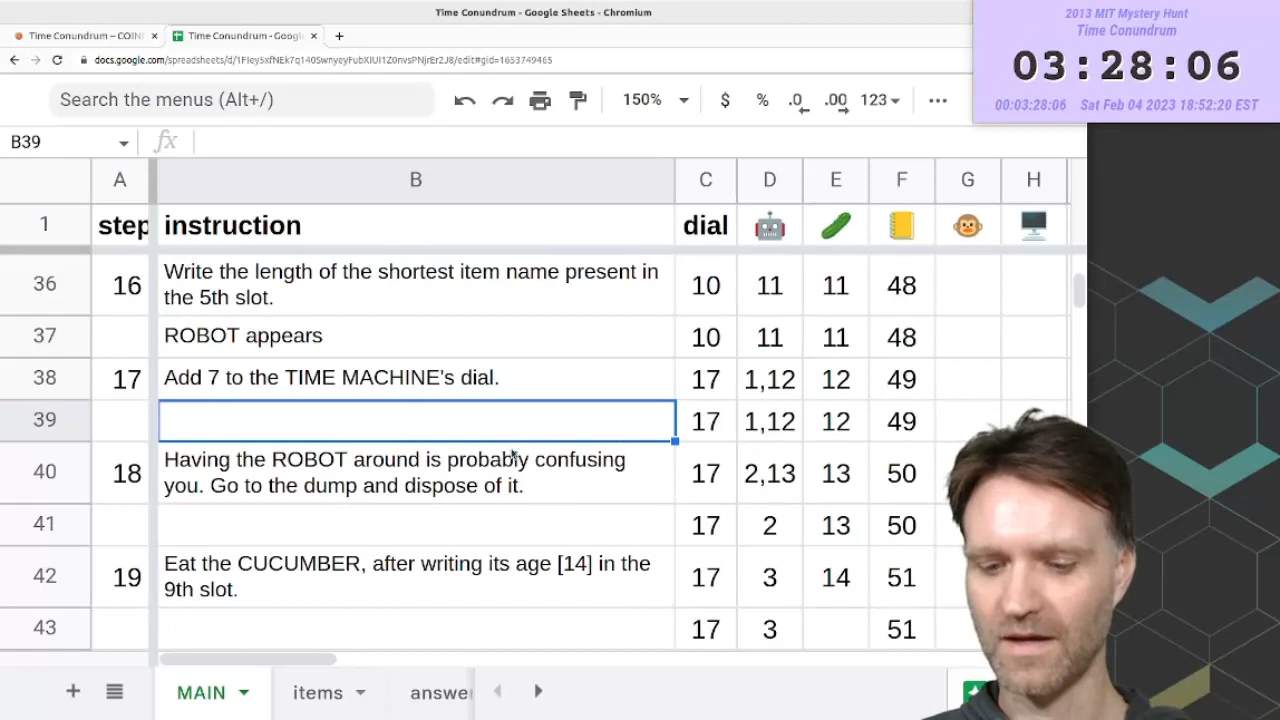 Time Conundrum - Google Sheets - Chromium
Time Conundrum – COIN
Time Conundrum - Googl
docs.google.com/spreadsheets/d/1FIey5xfNEk7q140SwnyeyFubXIUI1Z0nvsPNjrEr2J8/edit#gid=1653749465
Search the menus (Alt+/)
150%
$
%
.0
.00
123
B39
fx
A B C D E F G H
1 step instruction dial
36 16 Write the length of the shortest item name present in
the 5th slot. 10 11 11 48
37 ROBOT appears 10 11 11 48
38 17 Add 7 to the TIME MACHINE's dial. 17 1,12 12 49
39 17 1,12 12 49
40 18 Having the ROBOT around is probably confusing
you. Go to the dump and dispose of it. 17 2,13 13 50
41 17 2 13 50
42 19 Eat the CUCUMBER, after writing its age [14] in the
9th slot. 17 3 14 51
43 17 3 51
MAIN
items
answe
2013 MIT Mystery Hunt
Time Conundrum
03:28:06
00:03:28:06 Sat Feb 04 2023 18:52:20 EST